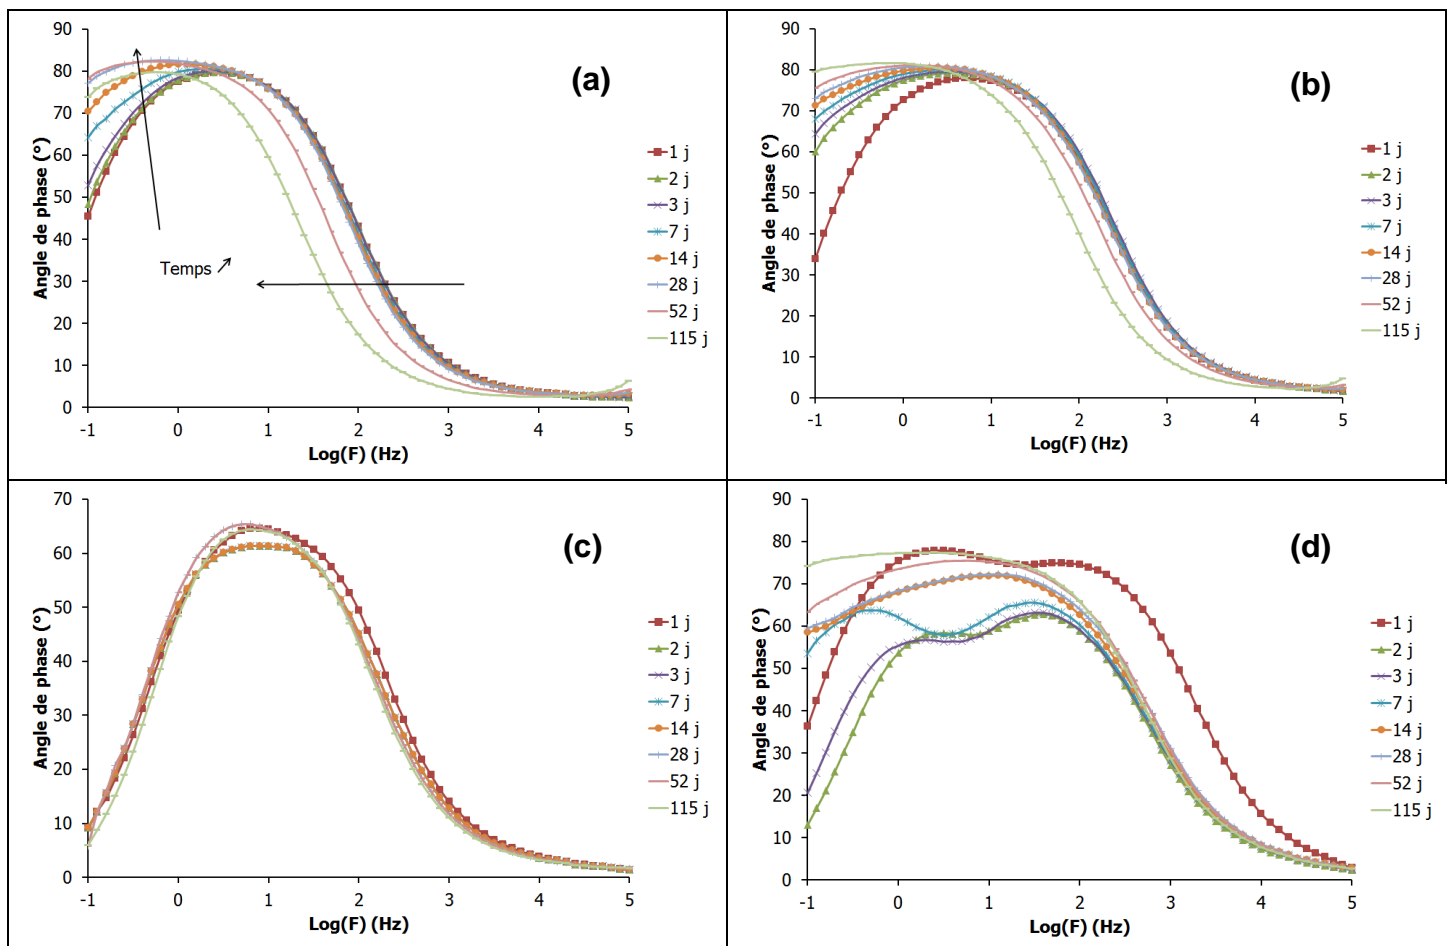 (a)
Angle de phase (°)
90
80
70
60
50
40
30
20
10
0
-1 0 1 2 3 4 5
Log(F) (Hz)
Temps
1 j
2 j
3 j
7 j
14 j
28 j
52 j
115 j
(b)
Angle de phase (°)
90
80
70
60
50
40
30
20
10
0
-1 0 1 2 3 4 5
Log(F) (Hz)
1 j
2 j
3 j
7 j
14 j
28 j
52 j
115 j
(c)
Angle de phase (°)
70
60
50
40
30
20
10
0
-1 0 1 2 3 4 5
Log(F) (Hz)
1 j
2 j
3 j
7 j
14 j
28 j
52 j
115 j
(d)
Angle de phase (°)
90
80
70
60
50
40
30
20
10
0
-1 0 1 2 3 4 5
Log(F) (Hz)
1 j
2 j
3 j
7 j
14 j
28 j
52 j
115 j